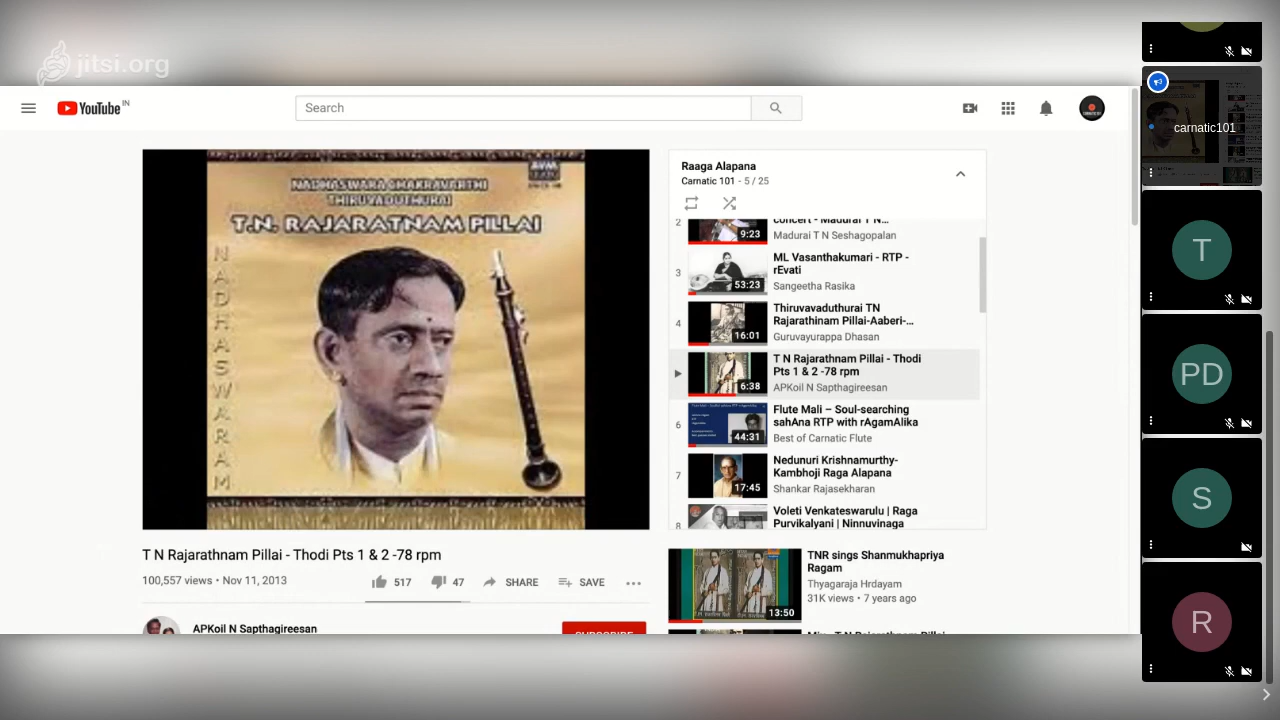 jitsi.org
YouTube IN
Search
NADHASWARA CHAKRAVARTHI
THIRUVADUTHURAI
T.N. RAJARATNAM PILLAI
NADHASWARAM
T N Rajarathnam Pillai - Thodi Pts 1 & 2 -78 rpm
100,557 views • Nov 11, 2013
517
47
SHARE
SAVE
APKoil N Sapthagireesan
SUBSCRIBE
Raaga Alapana
Carnatic 101 - 5 / 25
2
9:23
concert - Madurai T N...
Madurai T N Seshagopalan
3
53:23
ML Vasanthakumari - RTP -
rEvati
Sangeetha Rasika
4
16:01
Thiruvavaduthurai TN
Rajarathinam Pillai-Aaberi-...
Guruvayurappa Dhasan
6:38
T N Rajarathnam Pillai - Thodi
Pts 1 & 2 -78 rpm
APKoil N Sapthagireesan
6
44:31
Flute Mali – Soul-searching
sahAna RTP with rAgamAlika
Best of Carnatic Flute
7
17:45
Nedunuri Krishnamurthy-
Kambhoji Raga Alapana
Shankar Rajasekharan
8
Voleti Venkateswarulu | Raga
Purvikalyani | Ninnuvinaga
13:50
TNR sings Shanmukhapriya
Ragam
Thyagaraja Hrdayam
31K views • 7 years ago
carnatic101
T
PD
S
R